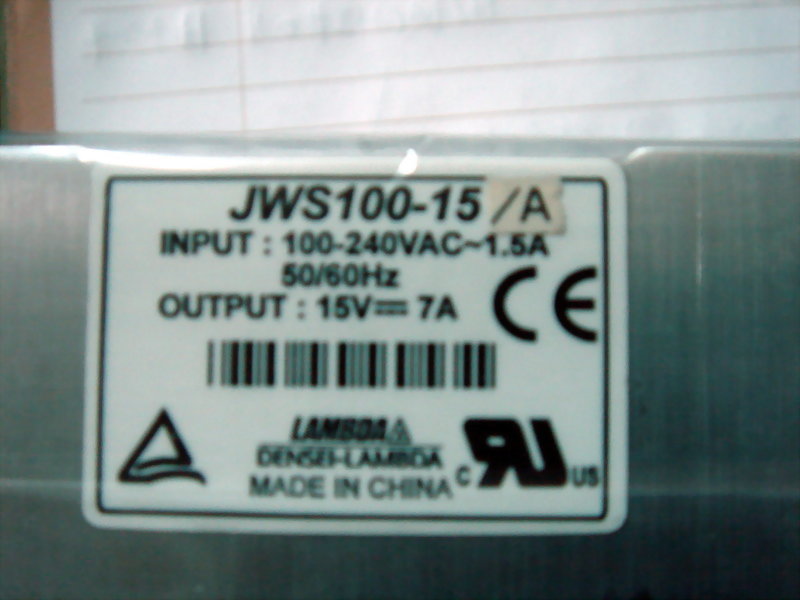 JWS100-15 /A
INPUT : 100-240VAC~1.5A
50/60Hz
OUTPUT : 15V⎓ 7A
CE
LAMBDA
DENSEI-LAMBDA
MADE IN CHINA
C RU US